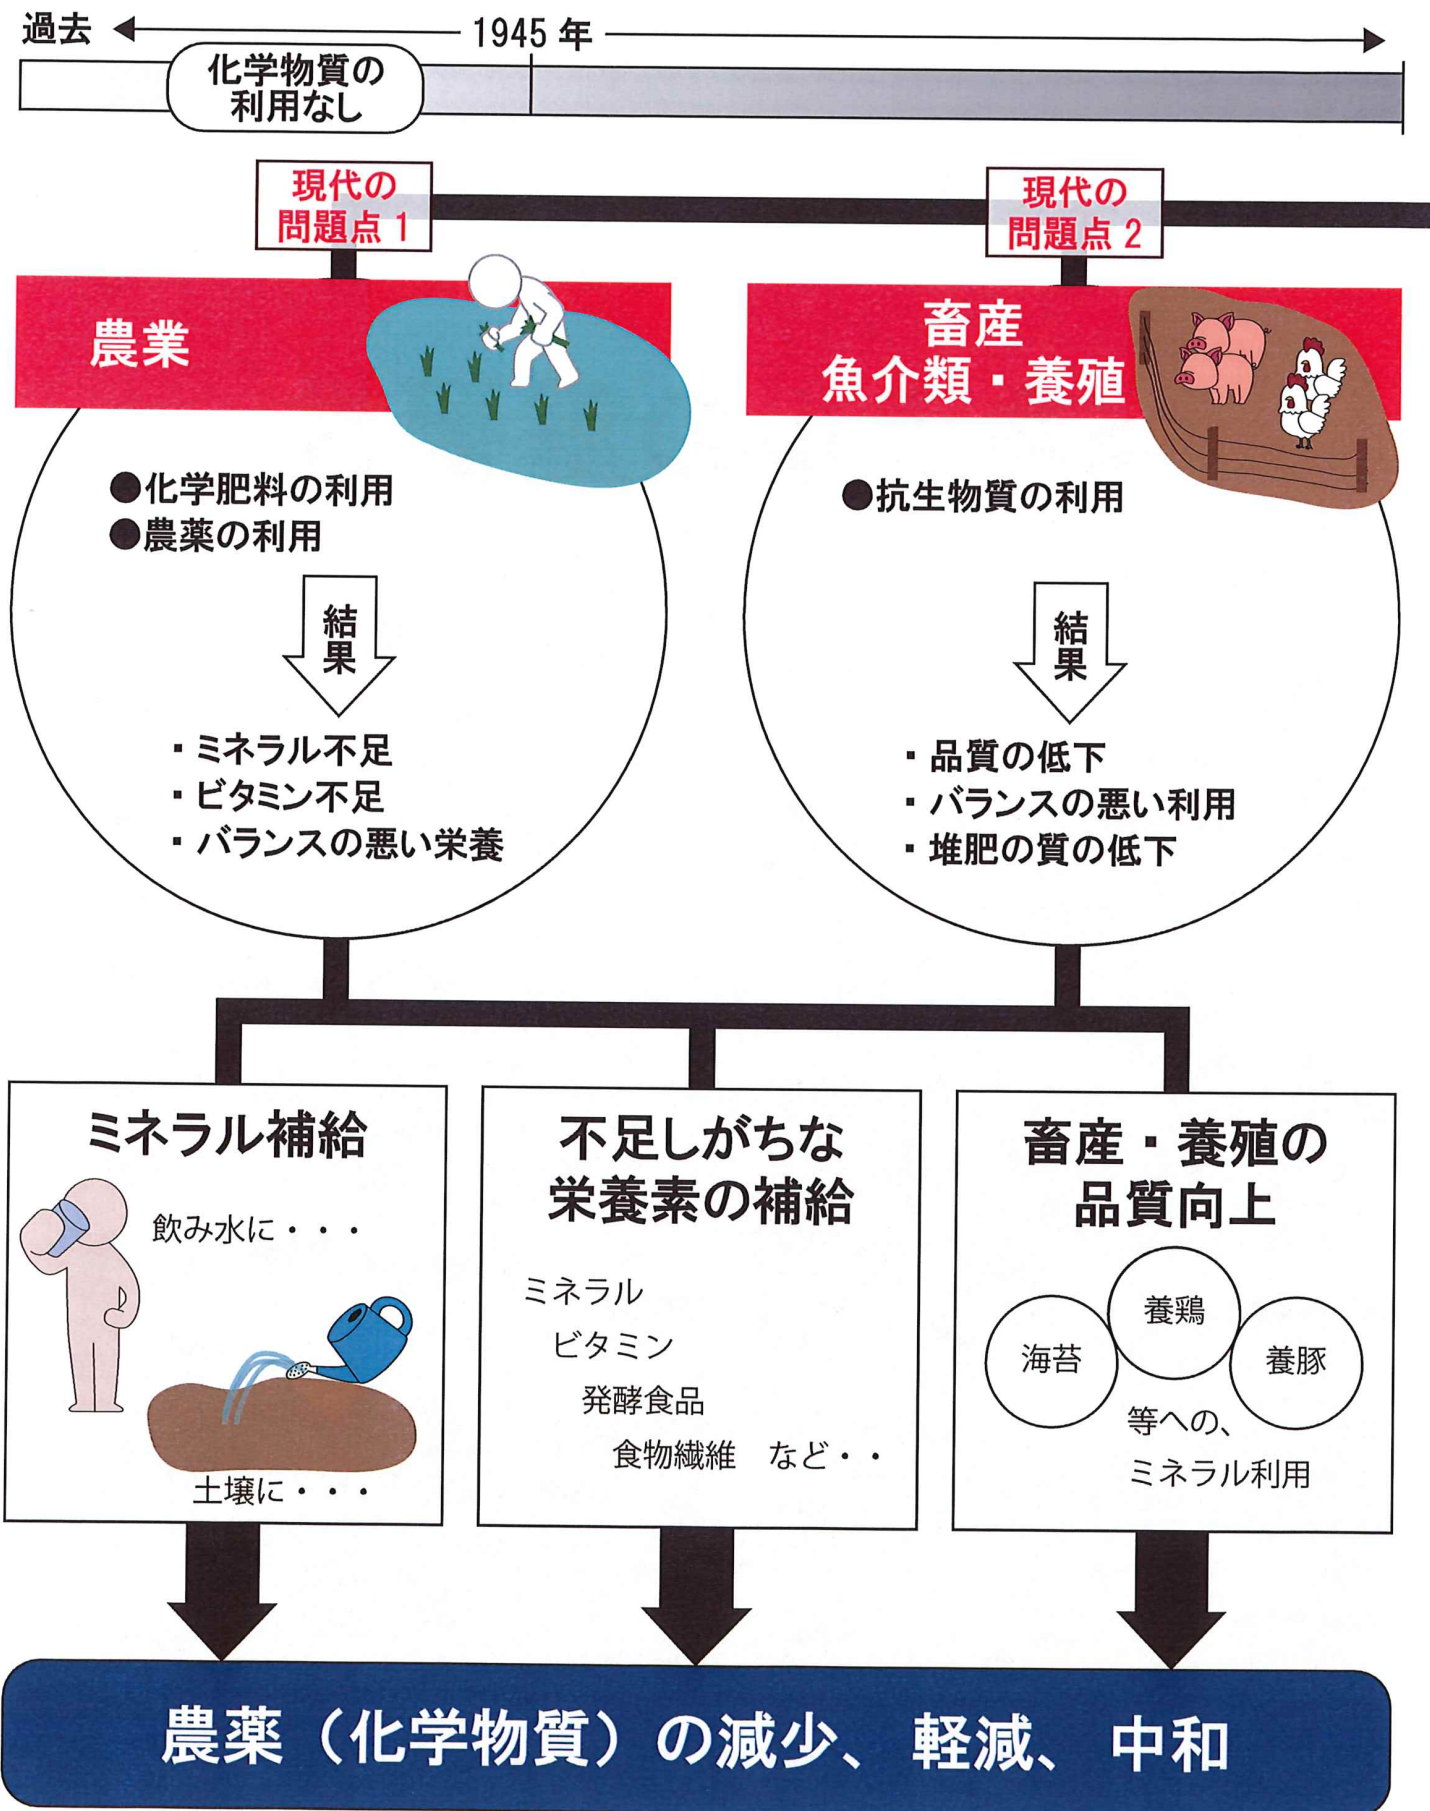 過去
1945 年
化学物質の
利用なし
現代の
問題点 1
現代の
問題点 2
農業
畜産
魚介類・養殖
●化学肥料の利用
●農薬の利用
結果
・ミネラル不足
・ビタミン不足
・バランスの悪い栄養
●抗生物質の利用
結果
・品質の低下
・バランスの悪い利用
・堆肥の質の低下
ミネラル補給
飲み水に・・・
土壌に・・・
不足しがちな
栄養素の補給
ミネラル
ビタミン
発酵食品
食物繊維　など・・
畜産・養殖の
品質向上
海苔
養鶏
養豚
等への、
ミネラル利用
農薬（化学物質）の減少、軽減、中和